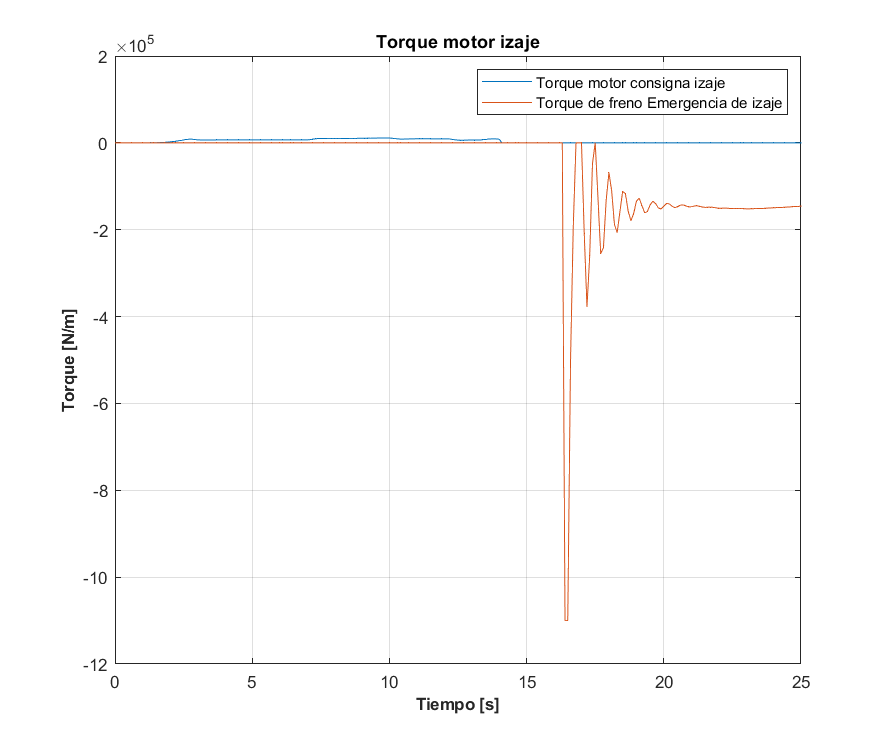 Torque motor izaje
×10^5
Torque motor consigna izaje
Torque de freno Emergencia de izaje
2
0
-2
-4
-6
-8
-10
-12
Torque [N/m]
0 5 10 15 20 25
Tiempo [s]